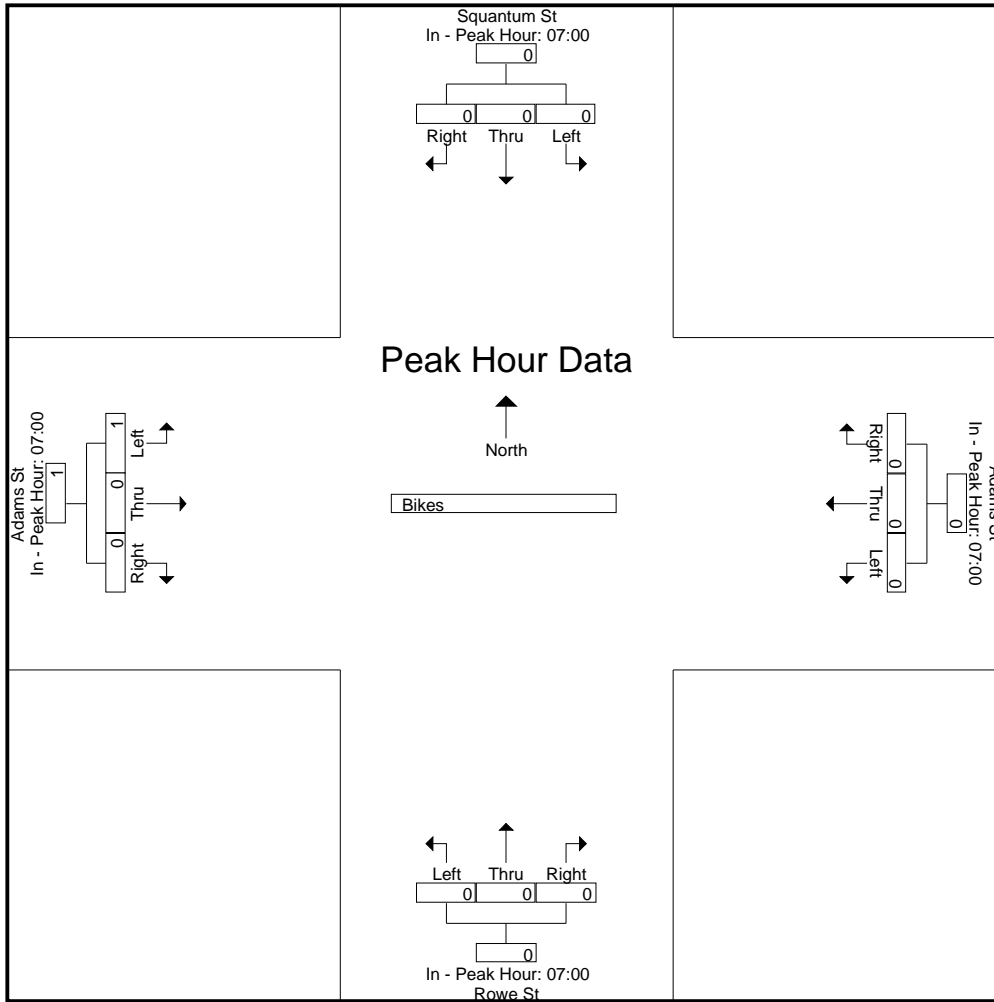 Squantum St
In - Peak Hour: 07:00
0
0 0 0
Right Thru Left
Peak Hour Data
North
Bikes
Adams St
In - Peak Hour: 07:00
1
1 0 0
Left Thru Right
Adams St
In - Peak Hour: 07:00
0
0 0 0
Right Thru Left
Left Thru Right
0 0 0
0
In - Peak Hour: 07:00
Rowe St